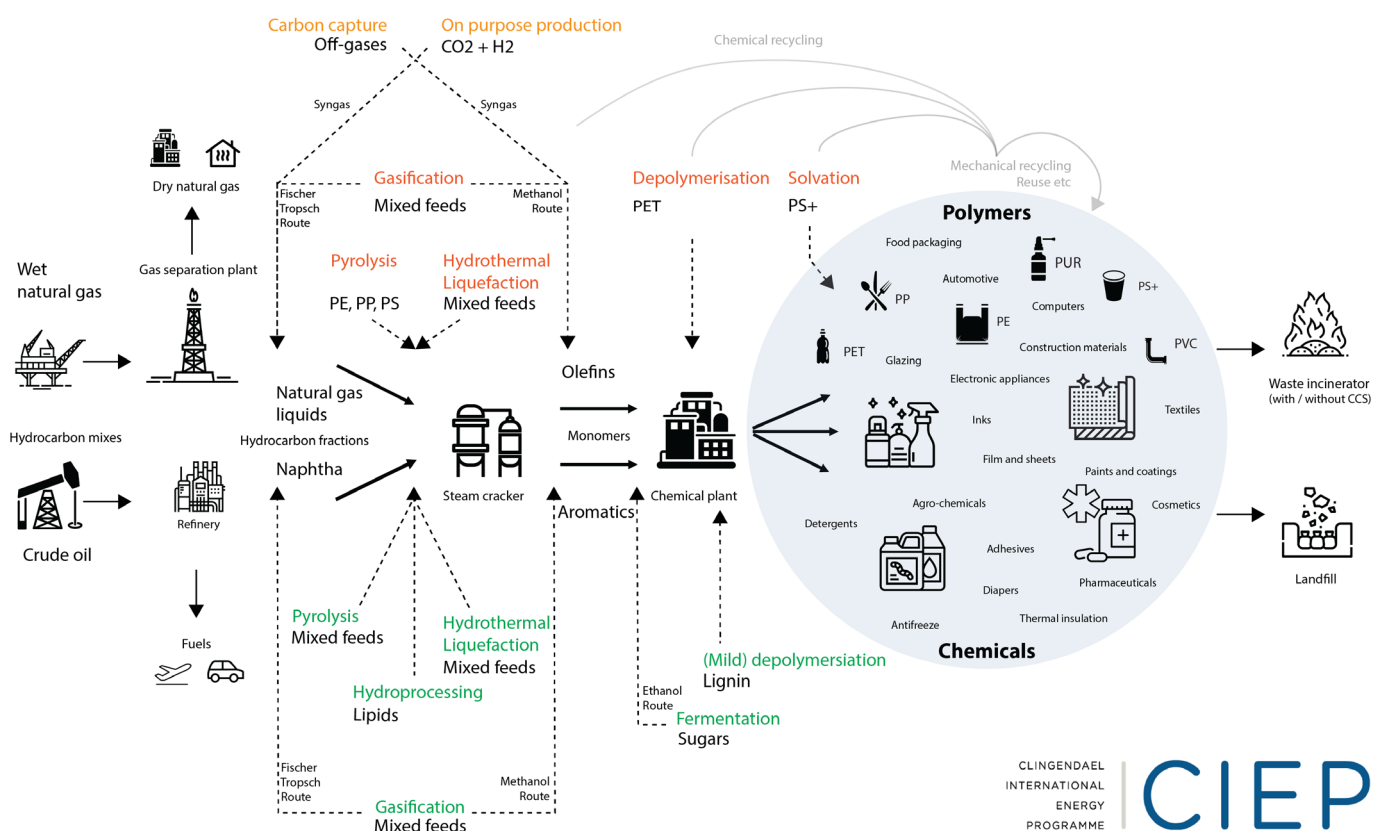 Carbon capture
Off-gases
On purpose production
CO2 + H2
Chemical recycling
Syngas
Syngas
Dry natural gas
Gasification
Mixed feeds
Fischer
Tropsch
Route
Methanol
Route
Depolymerisation
PET
Solvation
PS+
Mechanical recycling
Reuse etc
Polymers
Wet
natural gas
Gas separation plant
Pyrolysis
PE, PP, PS
Hydrothermal
Liquefaction
Mixed feeds
Food packaging
PUR
Automotive
PS+
PP
Computers
PE
PET
Glazing
Construction materials
PVC
Electronic appliances
Waste incinerator
(with / without CCS)
Olefins
Natural gas
liquids
Hydrocarbon mixes
Hydrocarbon fractions
Monomers
Naphtha
Inks
Textiles
Film and sheets
Paints and coatings
Steam cracker
Chemical plant
Aromatics
Refinery
Crude oil
Agro-chemicals
Cosmetics
Detergents
Adhesives
Landfill
Diapers
Pharmaceuticals
Antifreeze
Thermal insulation
Chemicals
Fuels
Pyrolysis
Mixed feeds
Hydrothermal
Liquefaction
Mixed feeds
Hydroprocessing
Lipids
(Mild) depolymersiation
Lignin
Ethanol
Route
Fermentation
Sugars
Fischer
Tropsch
Route
Methanol
Route
Gasification
Mixed feeds
CLINGENDAEL
INTERNATIONAL
ENERGY
PROGRAMME
CIEP